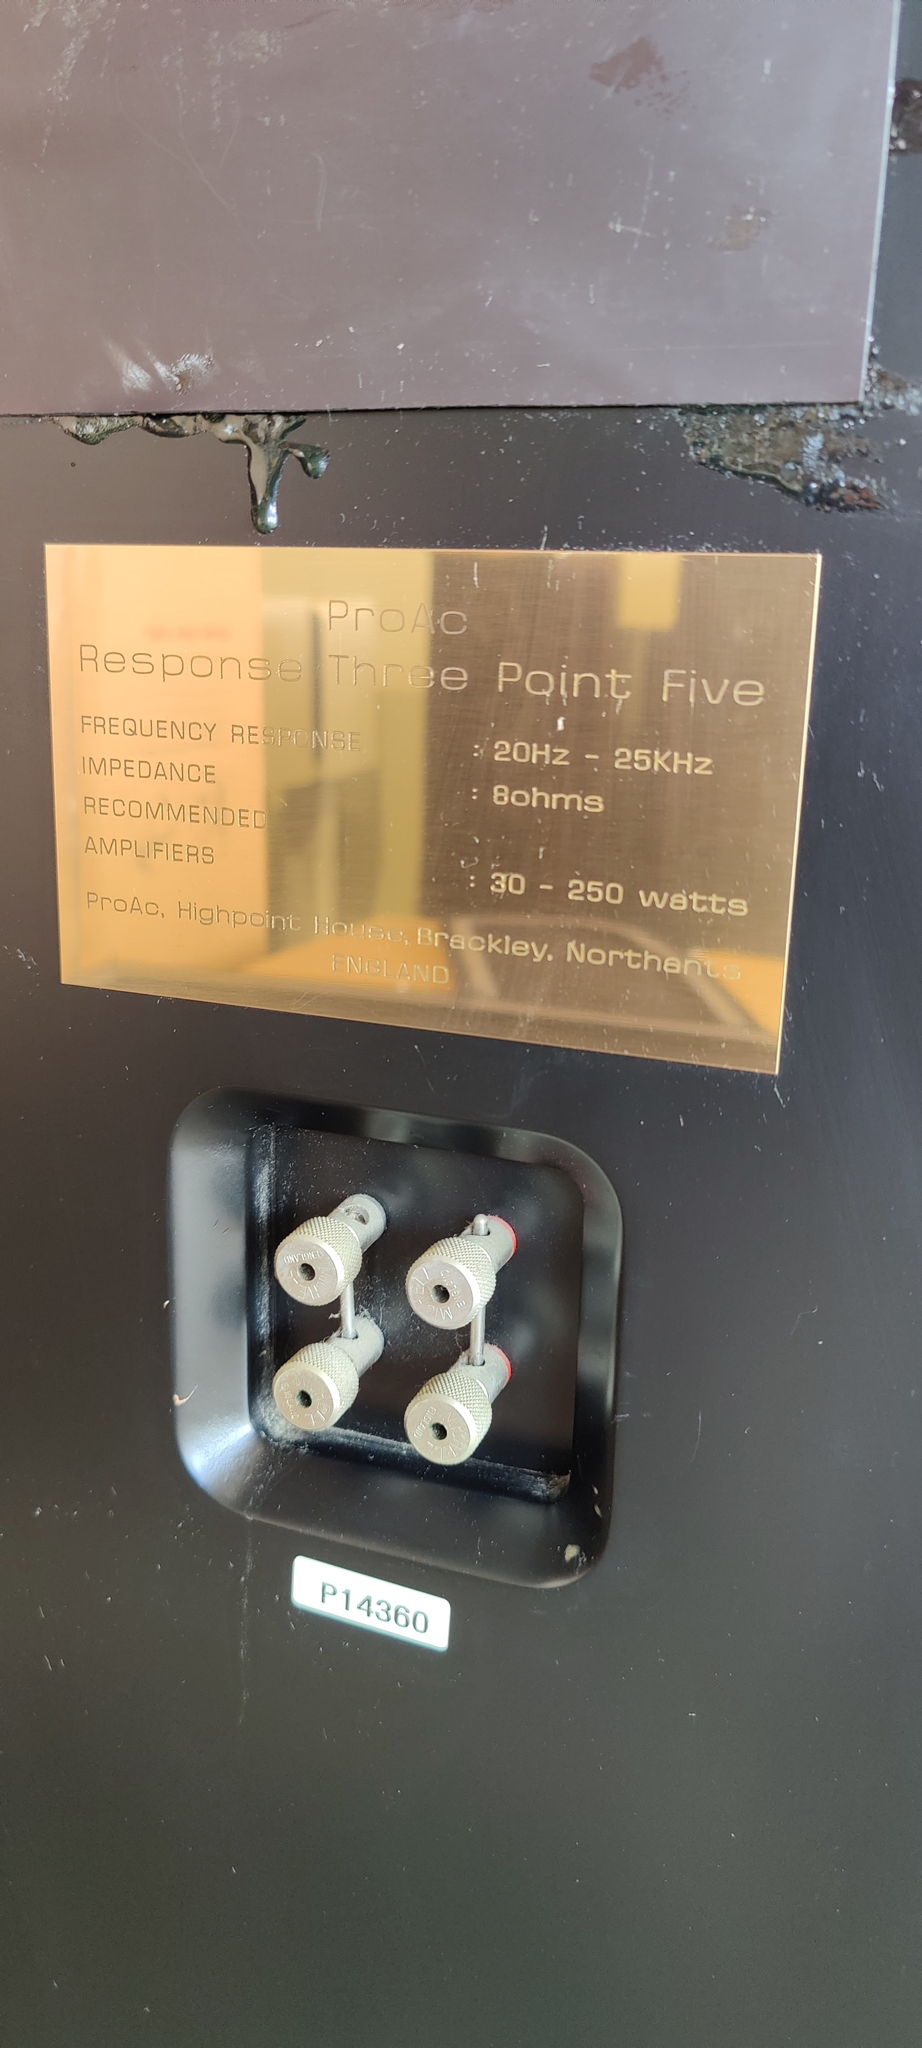 ProAc
Response Three Point Five
FREQUENCY RESPONSE : 20Hz - 25KHz
IMPEDANCE : 8ohms
RECOMMENDED
AMPLIFIERS : 30 - 250 watts
ProAc, Highpoint House, Brackley, Northants
ENGLAND
P14360